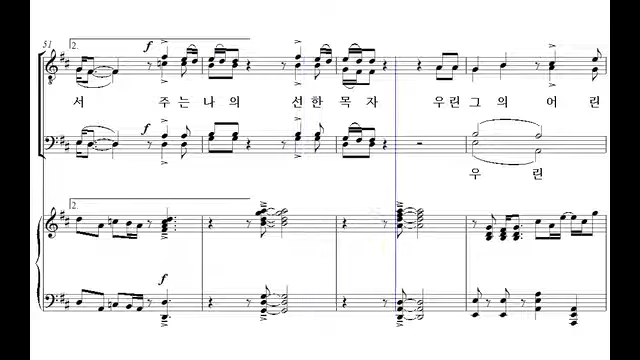 51
2.
f
서 주는나의 선한목자 우린그의 어린
f
우 린
2.
f